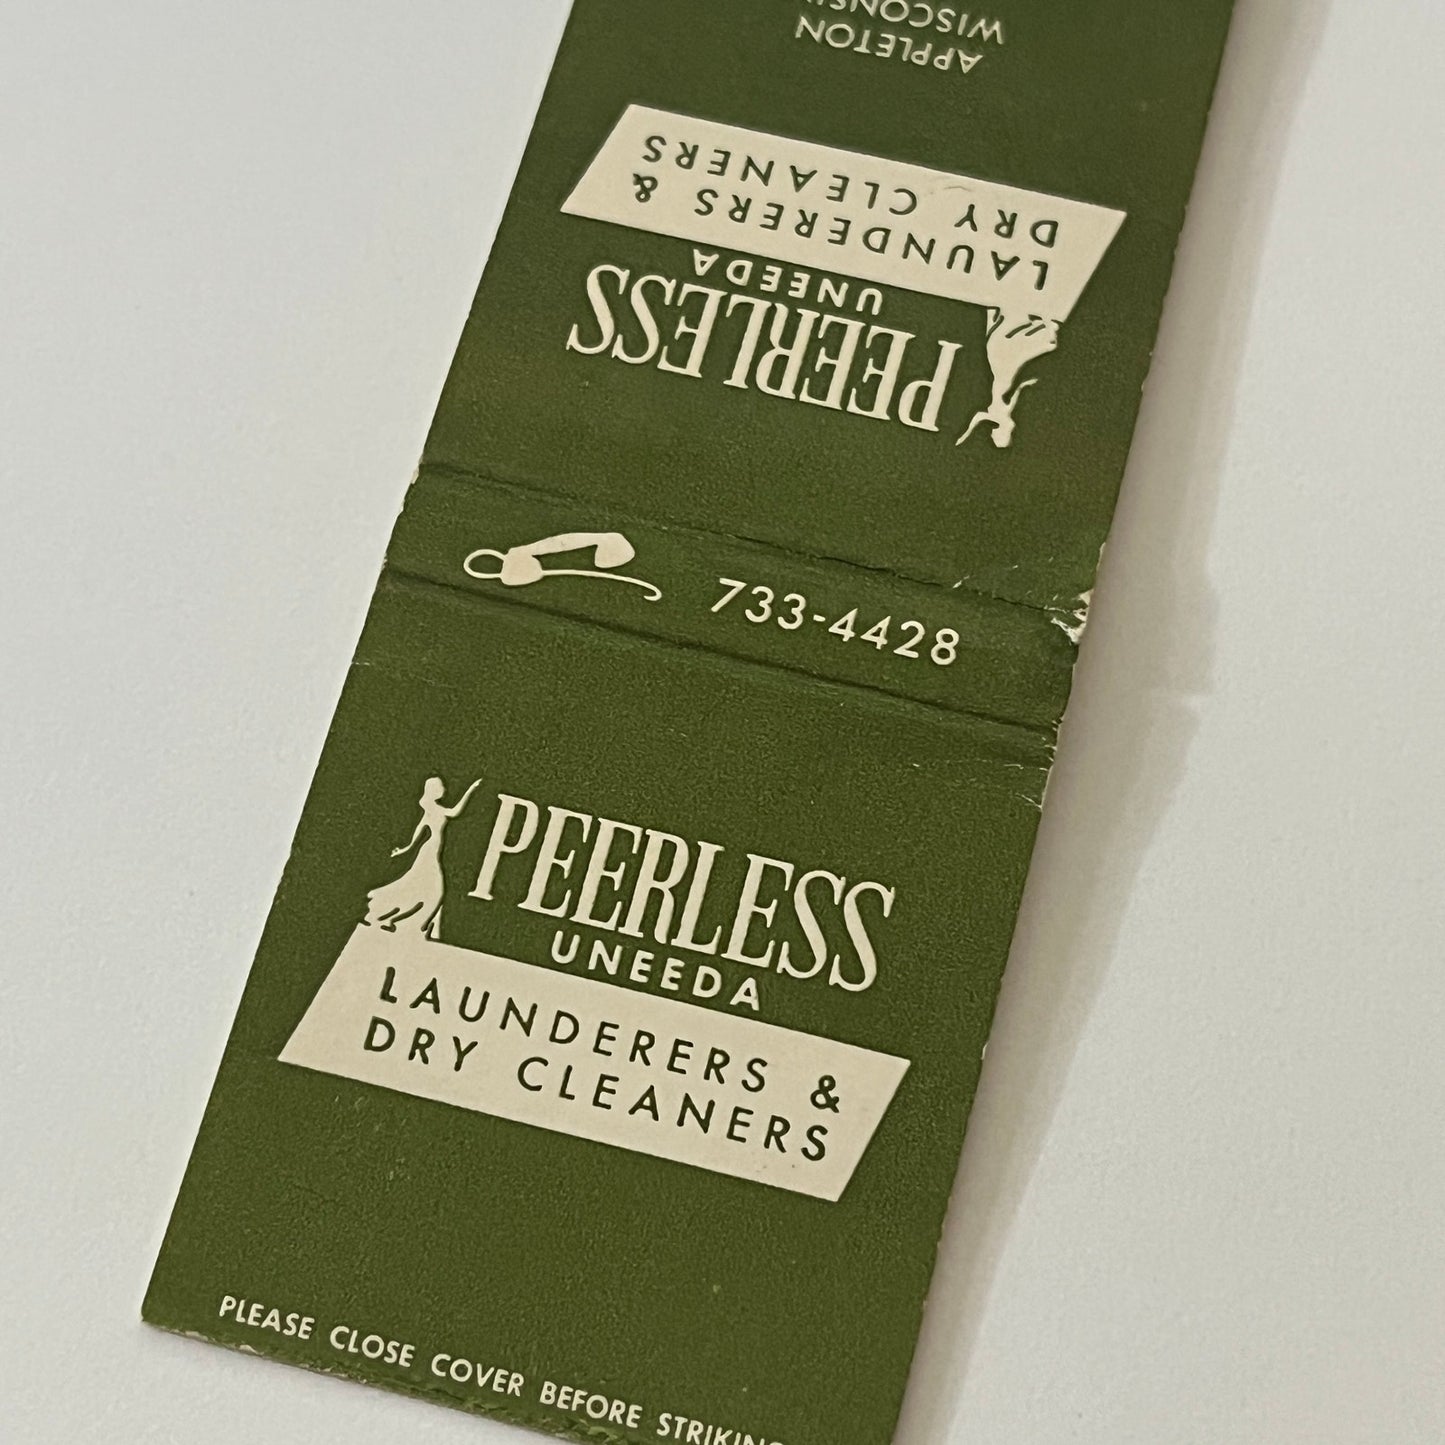 APPLETON
LAUNDERERS &
DRY CLEANERS
PEERLESS
UNEEDA
733-4428
PEERLESS
UNEEDA
LAUNDERERS &
DRY CLEANERS
PLEASE CLOSE COVER BEFORE